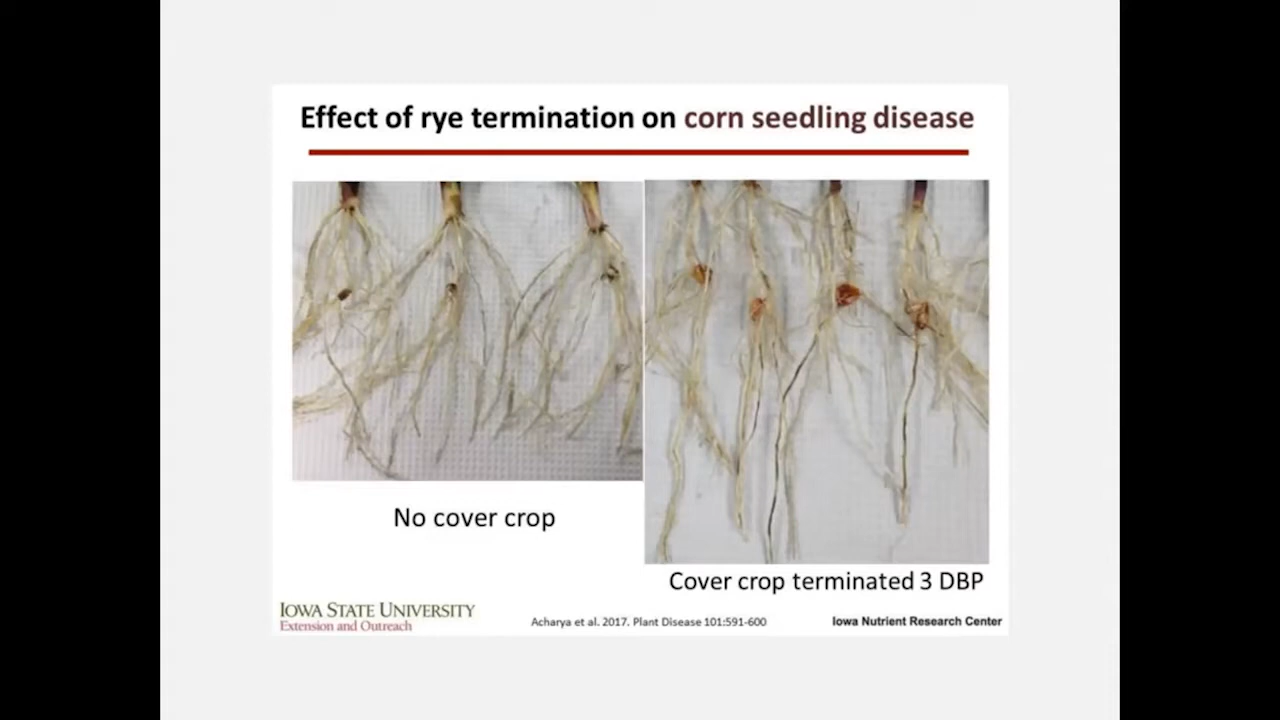 Effect of rye termination on corn seedling disease
No cover crop
Cover crop terminated 3 DBP
IOWA STATE UNIVERSITY
Extension and Outreach
Acharya et al. 2017. Plant Disease 101:591-600
Iowa Nutrient Research Center